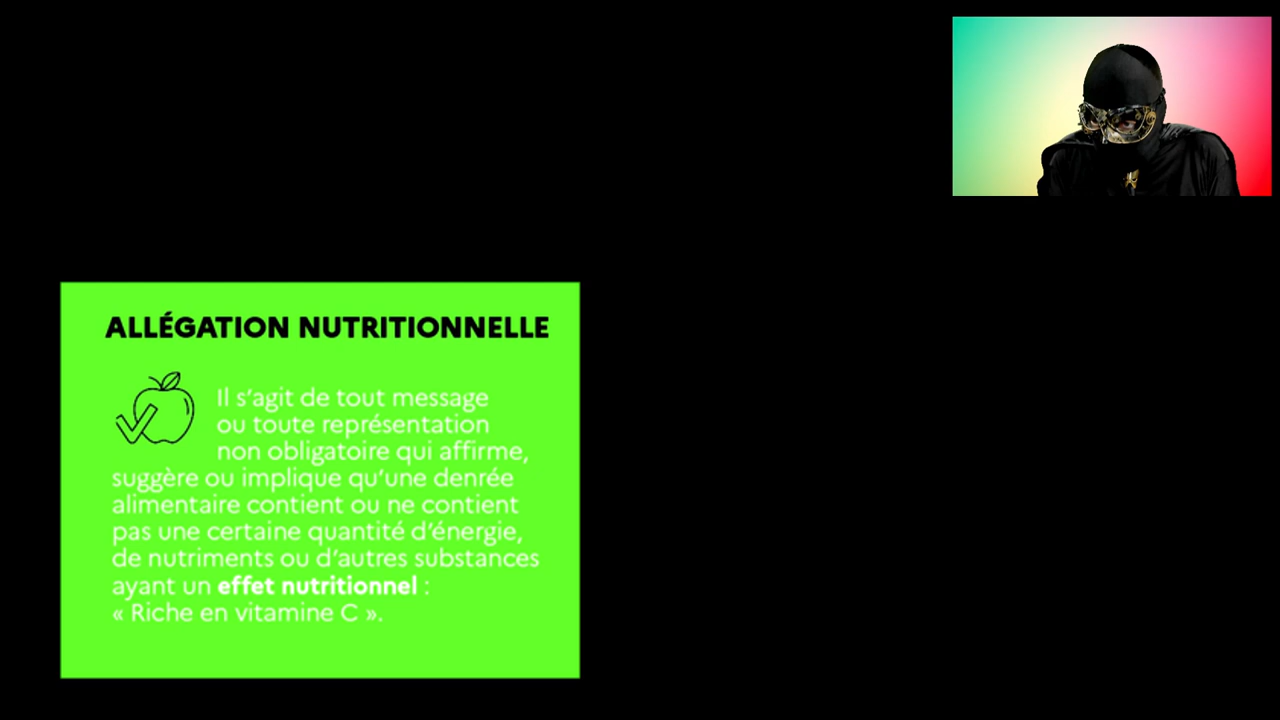 ALLÉGATION NUTRITIONNELLE
Il s’agit de tout message
ou toute représentation
non obligatoire qui affirme,
suggère ou implique qu’une denrée
alimentaire contient ou ne contient
pas une certaine quantité d’énergie,
de nutriments ou d’autres substances
ayant un effet nutritionnel :
« Riche en vitamine C ».